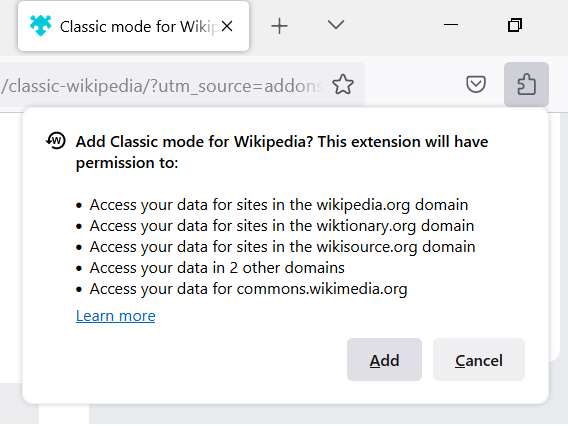 Classic mode for Wikip
/classic-wikipedia/?utm_source=addons
W
Add Classic mode for Wikipedia? This extension will have
permission to:
Access your data for sites in the wikipedia.org domain
Access your data for sites in the wiktionary.org domain
Access your data for sites in the wikisource.org domain
Access your data in 2 other domains
Access your data for commons.wikimedia.org
Learn more
Add
Cancel